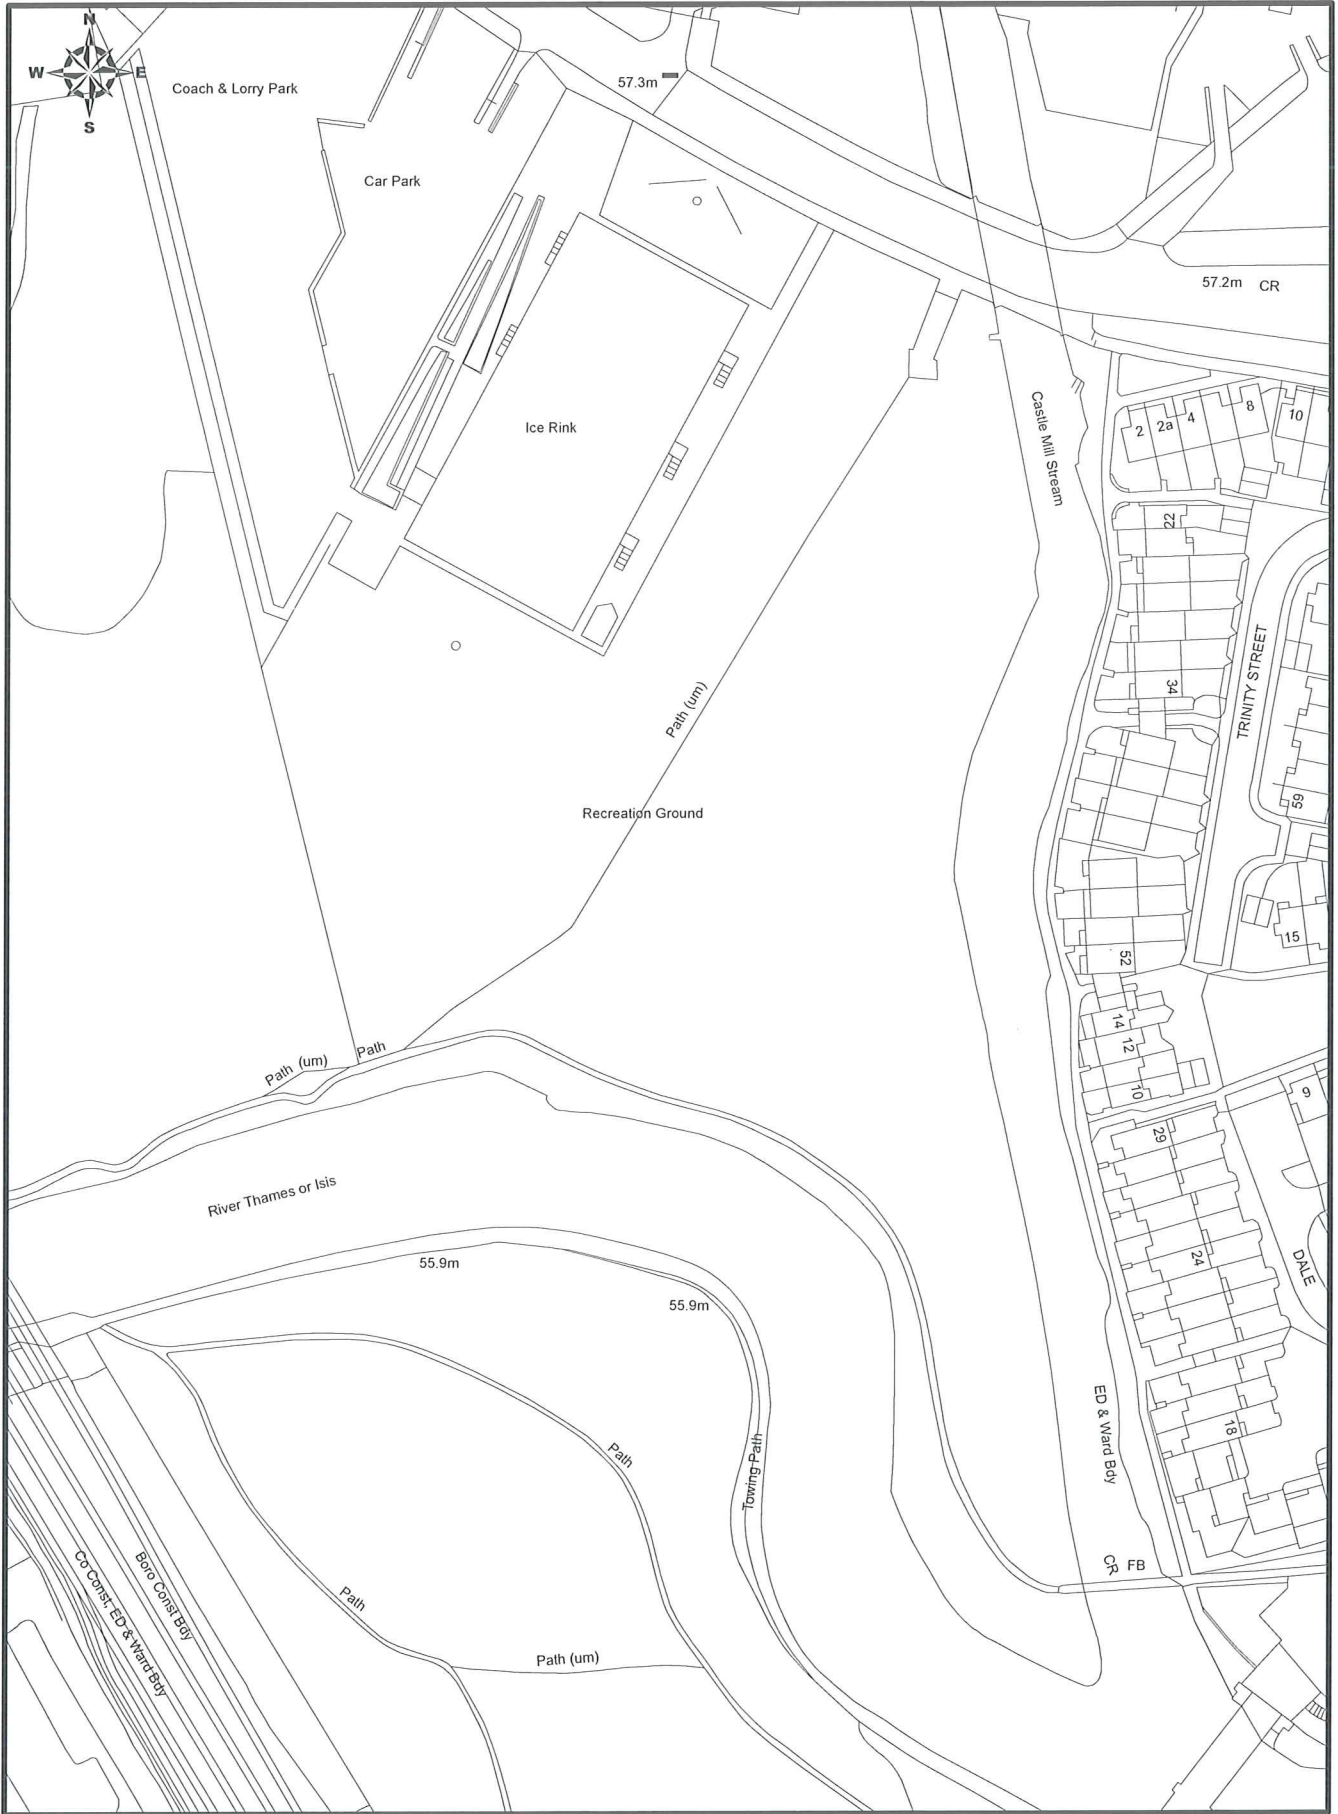 N
W
E
S
Coach & Lorry Park
57.3m
Car Park
57.2m
CR
Ice Rink
Castle Mill Stream
2
2a
4
8
10
22
34
TRINITY STREET
59
Path (um)
Recreation Ground
52
15
14
12
10
Path (um)
Path
9
29
River Thames or Isis
24
DALE
55.9m
55.9m
ED & Ward Bdy
18
Path
Towing Path
CR
FB
Boro Const Bdy
Co Const, ED & Ward Bdy
Path
Path (um)